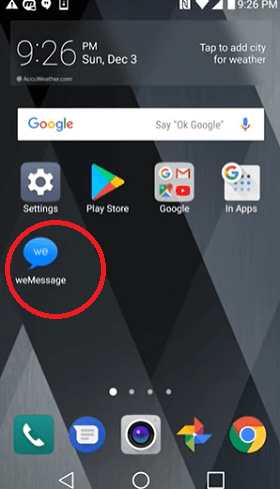 9:26 PM
9:26 PM
Sun, Dec 3
AccuWeather.com
Tap to add city
for weather
Google Say "Ok Google"
Settings Play Store Google In Apps
we
weMessage